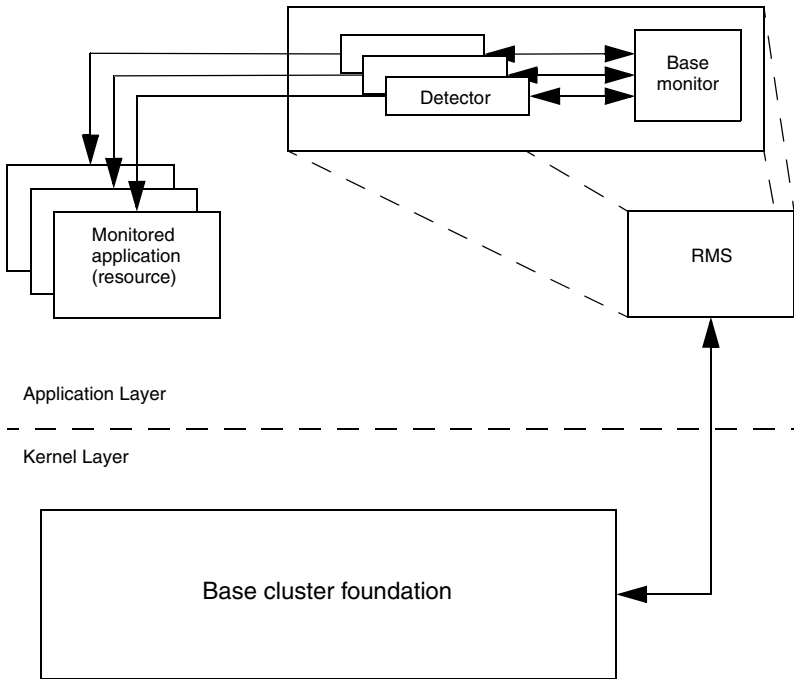 Base
monitor
Detector
Monitored
application
(resource)
RMS
Application Layer
Kernel Layer
Base cluster foundation